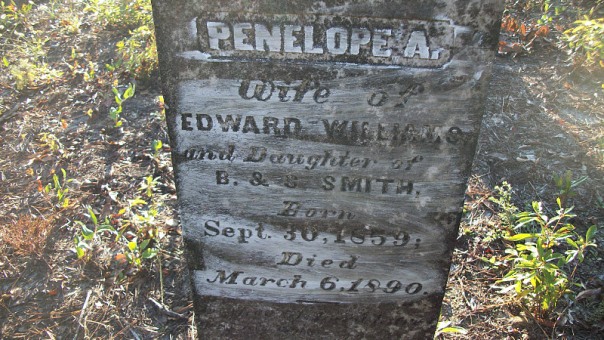 PENELOPE A.
Wife of
EDWARD WILLIAMS
and Daughter of
B. & S. SMITH.
Born
Sept. 30, 1859;
Died
March 6, 1890.